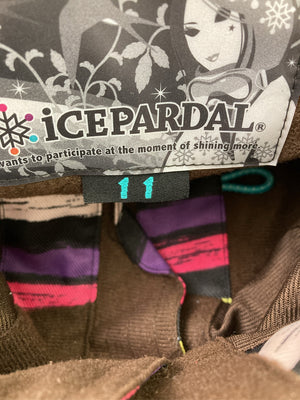 iCEPARDAL®
wants to participate at the moment of shining more.
11